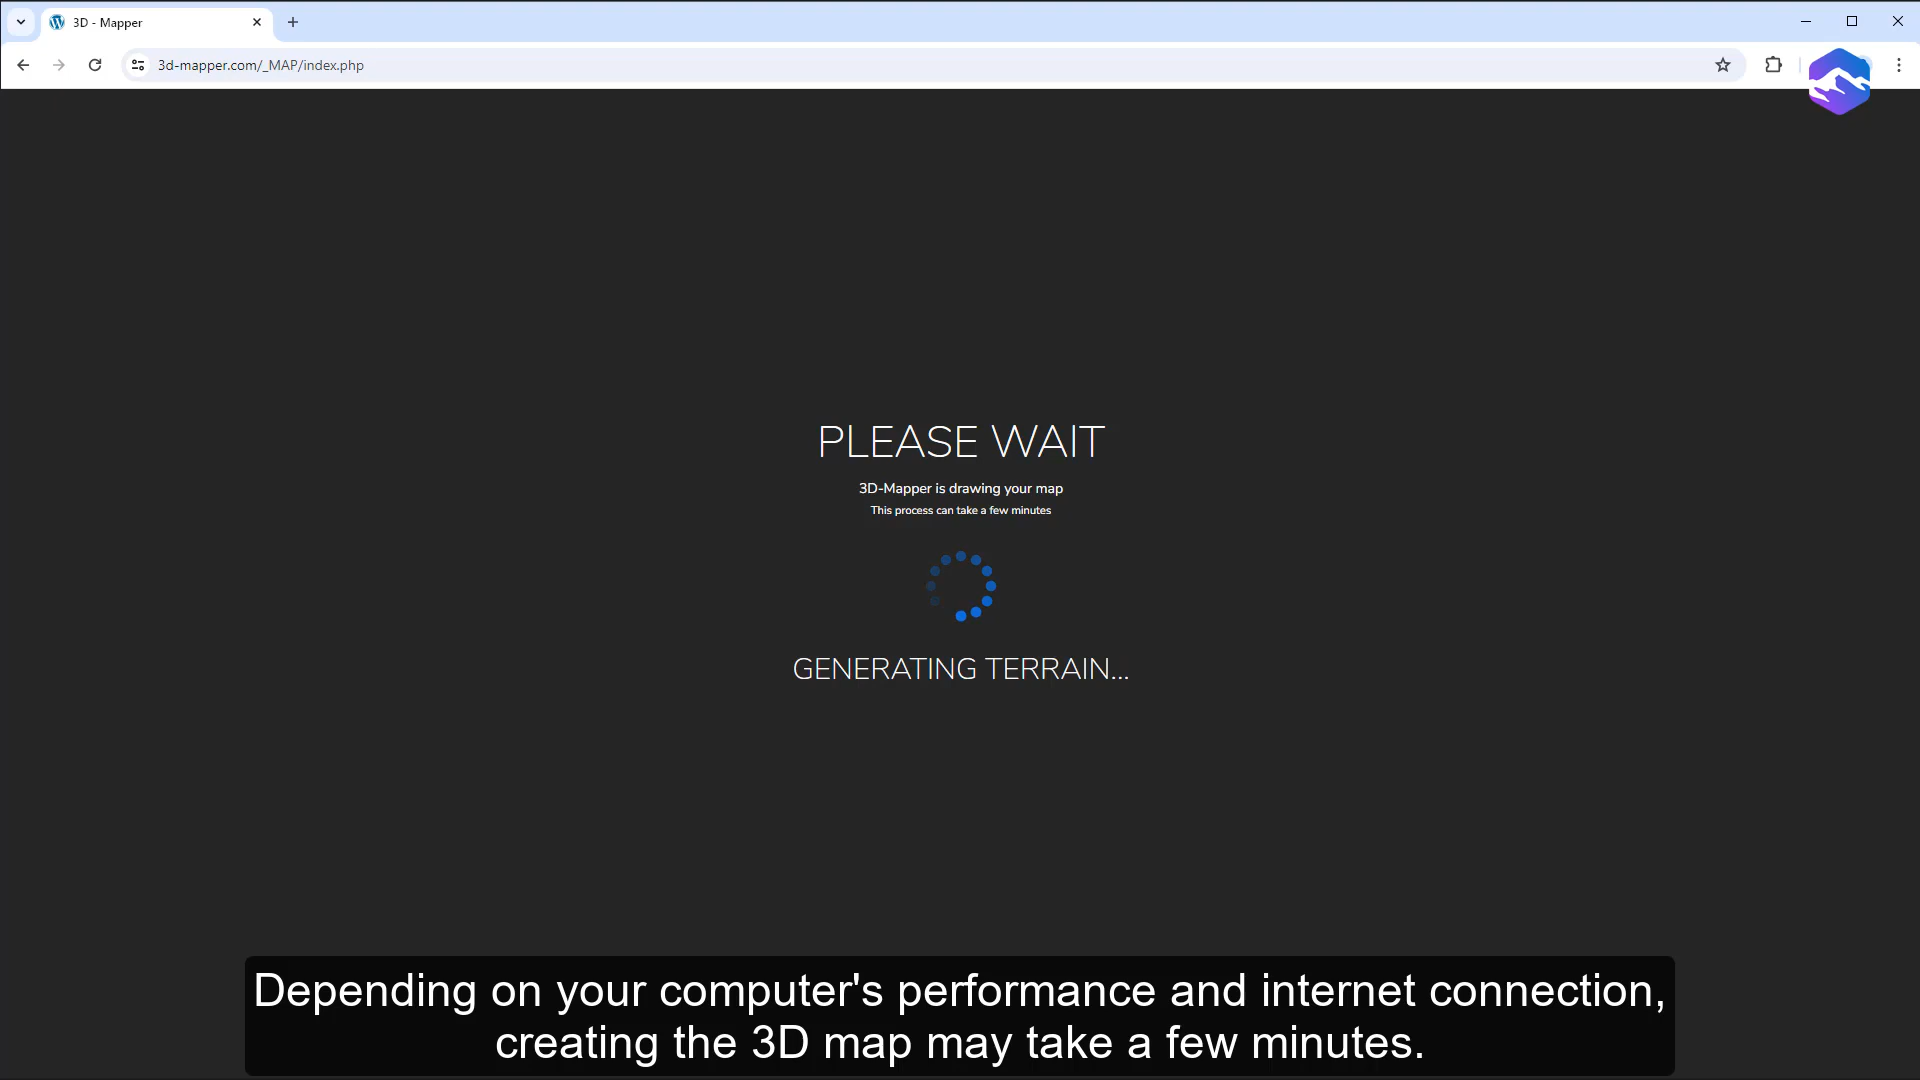 3D - Mapper
3d-mapper.com/_MAP/index.php
PLEASE WAIT
3D-Mapper is drawing your map
This process can take a few minutes
GENERATING TERRAIN...
Depending on your computer's performance and internet connection,
creating the 3D map may take a few minutes.